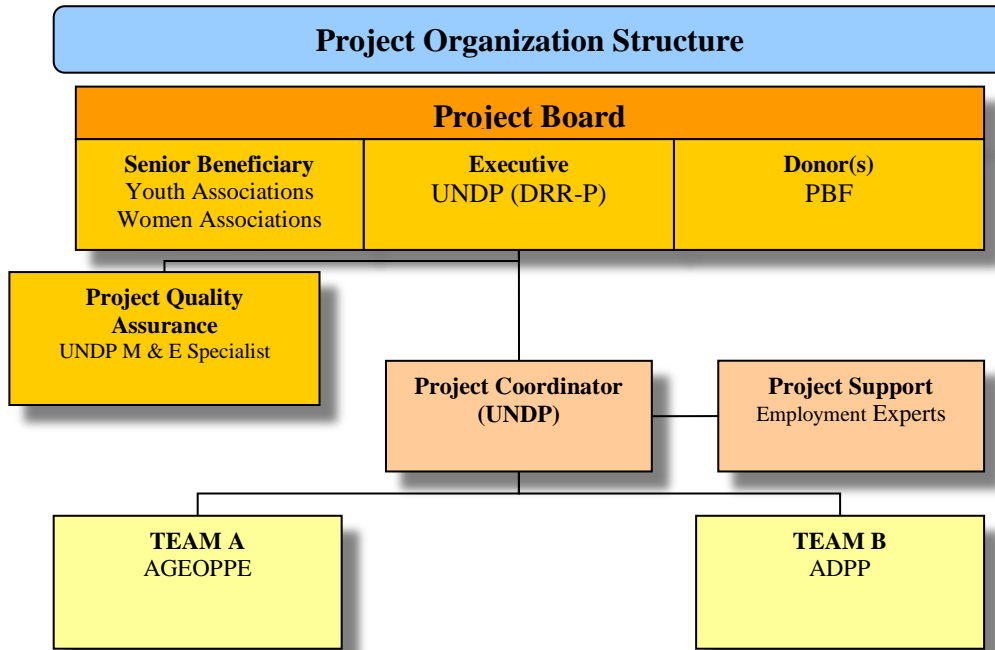 Project Organization Structure
Project Board
Senior Beneficiary
Youth Associations
Women Associations
Executive
UNDP (DRR-P)
Donor(s)
PBF
Project Quality
Assurance
UNDP M & E Specialist
Project Coordinator
(UNDP)
Project Support
Employment Experts
TEAM A
AGEOPPE
TEAM B
ADPP